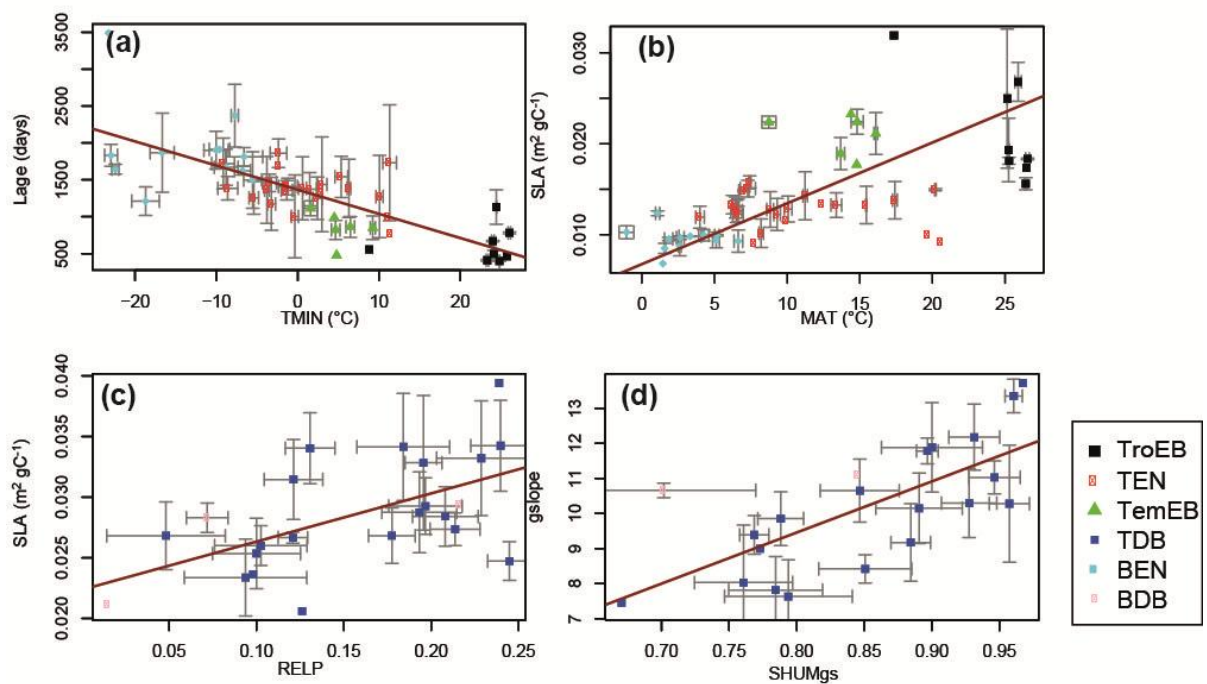 (a)
Lage (days)
3500
2500
1500
500
−20
−10
0
10
20
TMIN (°C)
(b)
SLA (m² gC⁻¹)
0.030
0.020
0.010
0
5
10
15
20
25
MAT (°C)
(c)
SLA (m² gC⁻¹)
0.040
0.035
0.030
0.025
0.020
0.05
0.10
0.15
0.20
0.25
RELP
(d)
gslope
13
12
11
10
9
8
7
0.70
0.75
0.80
0.85
0.90
0.95
SHUMgs
TroEB
TEN
TemEB
TDB
BEN
BDB